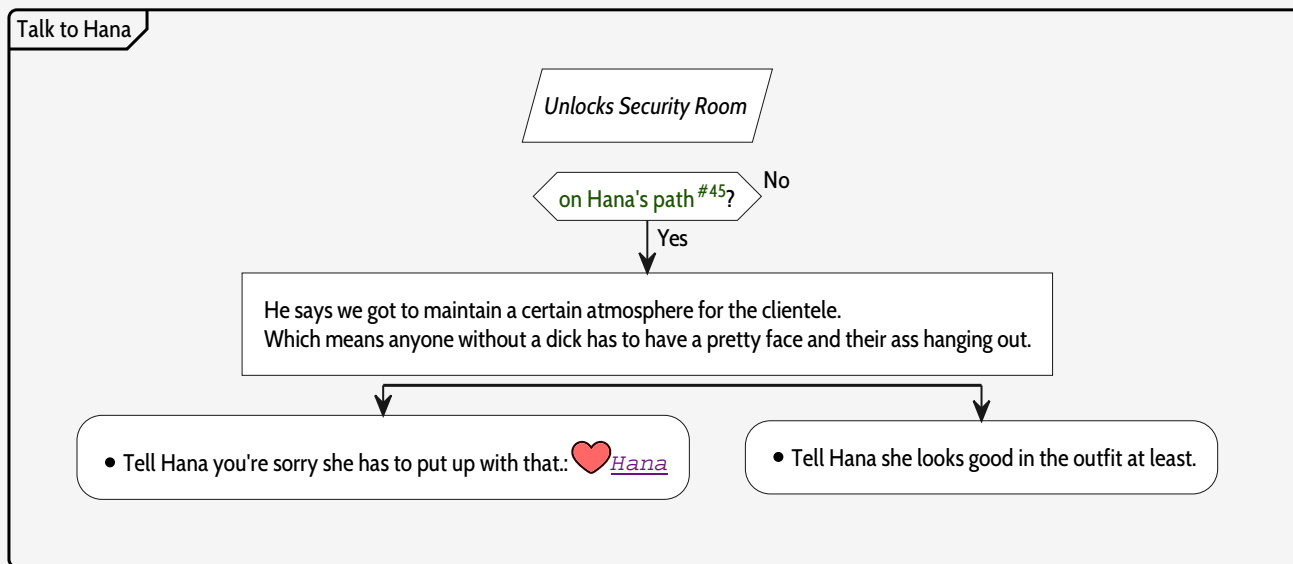 Talk to Hana
Unlocks Security Room
on Hana's path #45?
No
Yes
He says we got to maintain a certain atmosphere for the clientele.
Which means anyone without a dick has to have a pretty face and their ass hanging out.
• Tell Hana you're sorry she has to put up with that.: Hana
• Tell Hana she looks good in the outfit at least.